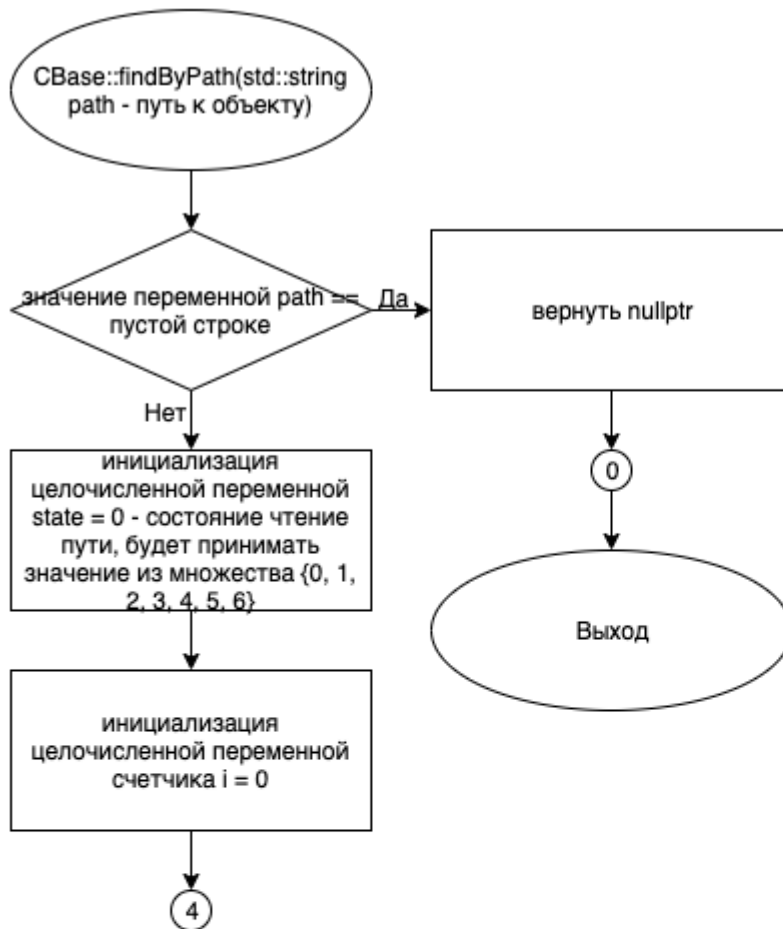 CBase::findByPath(std::string
path - путь к объекту)
значение переменной path ==
пустой строке
Да
вернуть nullptr
Нет
инициализация
целочисленной переменной
state = 0 - состояние чтение
пути, будет принимать
значение из множества {0, 1,
2, 3, 4, 5, 6}
0
Выход
инициализация
целочисленной переменной
счетчика i = 0
4